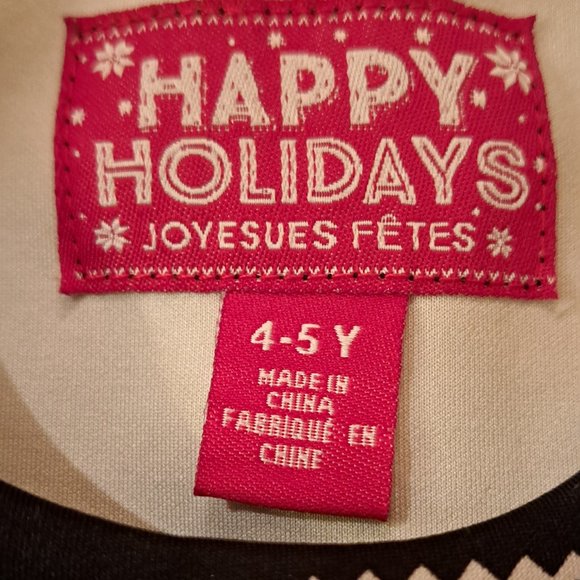 HAPPY
HOLIDAYS
JOYESUES FÊTES
4-5 Y
MADE IN
CHINA
FABRIQUÉ EN
CHINE